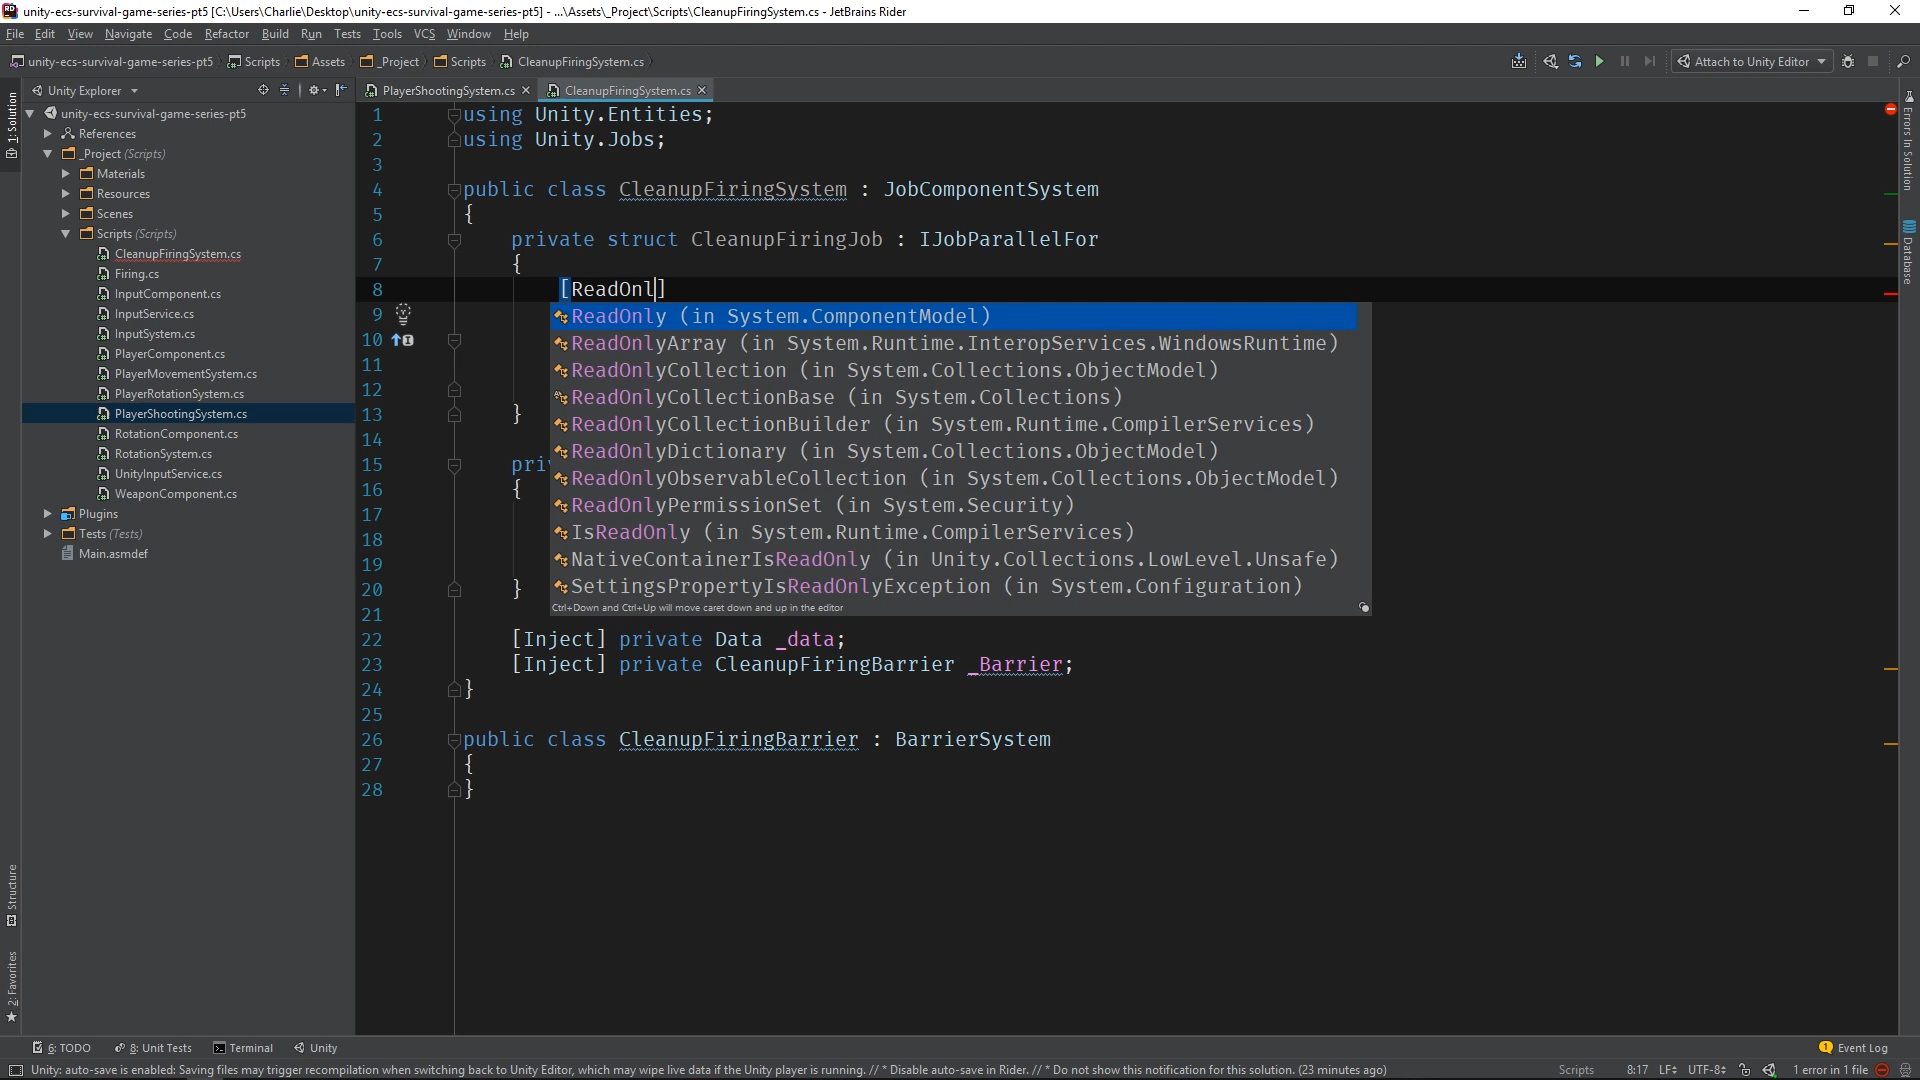 unity-ecs-survival-game-series-pt5 [C:\Users\Charlie\Desktop\unity-ecs-survival-game-series-pt5] - ...\Assets\_Project\Scripts\CleanupFiringSystem.cs - JetBrains Rider
File Edit View Navigate Code Refactor Build Run Tests Tools VCS Window Help
unity-ecs-survival-game-series-pt5 Scripts Assets _Project Scripts CleanupFiringSystem.cs Attach to Unity Editor
Unity Explorer PlayerShootingSystem.cs CleanupFiringSystem.cs
1: Solution
unity-ecs-survival-game-series-pt5
References
_Project (Scripts)
Materials
Resources
Scenes
Scripts (Scripts)
CleanupFiringSystem.cs
Firing.cs
InputComponent.cs
InputService.cs
InputSystem.cs
PlayerComponent.cs
PlayerMovementSystem.cs
PlayerRotationSystem.cs
PlayerShootingSystem.cs
RotationComponent.cs
RotationSystem.cs
UnityInputService.cs
WeaponComponent.cs
Plugins
Tests (Tests)
Main.asmdef
Structure
2: Favorites
1 using Unity.Entities;
2 using Unity.Jobs;
3
4 public class CleanupFiringSystem : JobComponentSystem
5 {
6 private struct CleanupFiringJob : IJobParallelFor
7 {
8 [ReadOnl]
9 ReadOnly (in System.ComponentModel)
10 ReadOnlyArray (in System.Runtime.InteropServices.WindowsRuntime)
11 ReadOnlyCollection (in System.Collections.ObjectModel)
12 ReadOnlyCollectionBase (in System.Collections)
13 } ReadOnlyCollectionBuilder (in System.Runtime.CompilerServices)
14 ReadOnlyDictionary (in System.Collections.ObjectModel)
15 pri ReadOnlyObservableCollection (in System.Collections.ObjectModel)
16 { ReadOnlyPermissionSet (in System.Security)
17 IsReadOnly (in System.Runtime.CompilerServices)
18 NativeContainerIsReadOnly (in Unity.Collections.LowLevel.Unsafe)
19 SettingsPropertyIsReadOnlyException (in System.Configuration)
20 }
Ctrl+Down and Ctrl+Up will move caret down and up in the editor
21
22 [Inject] private Data _data;
23 [Inject] private CleanupFiringBarrier _Barrier;
24 }
25
26 public class CleanupFiringBarrier : BarrierSystem
27 {
28 }
Errors In Solution
Database
6: TODO 8: Unit Tests Terminal Unity 1 Event Log
Unity: auto-save is enabled: Saving files may trigger recompilation when switching back to Unity Editor, which may wipe live data if the Unity player is running. // * Disable auto-save in Rider. // * Do not show this notification for this solution. (23 minutes ago) Scripts 8:17 LF UTF-8 1 error in 1 file